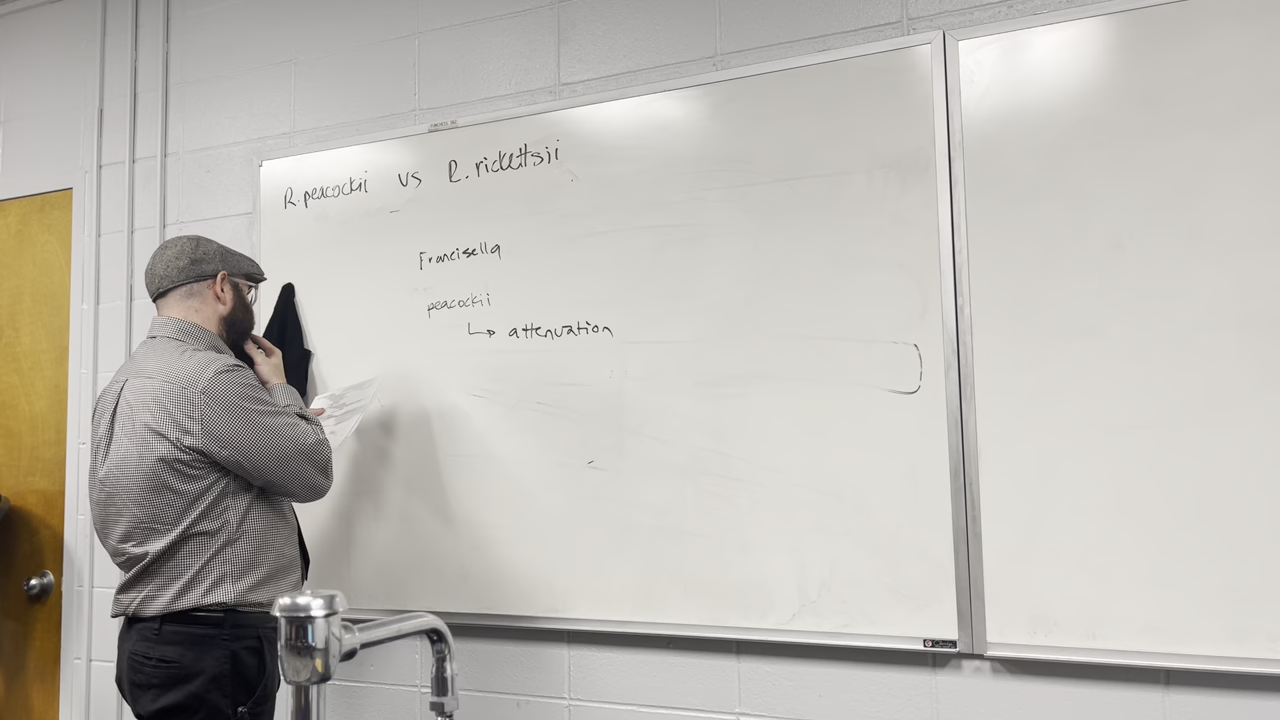 R. peacockii vs R. rickettsii
Francisella
peacockii
↳ attenuation